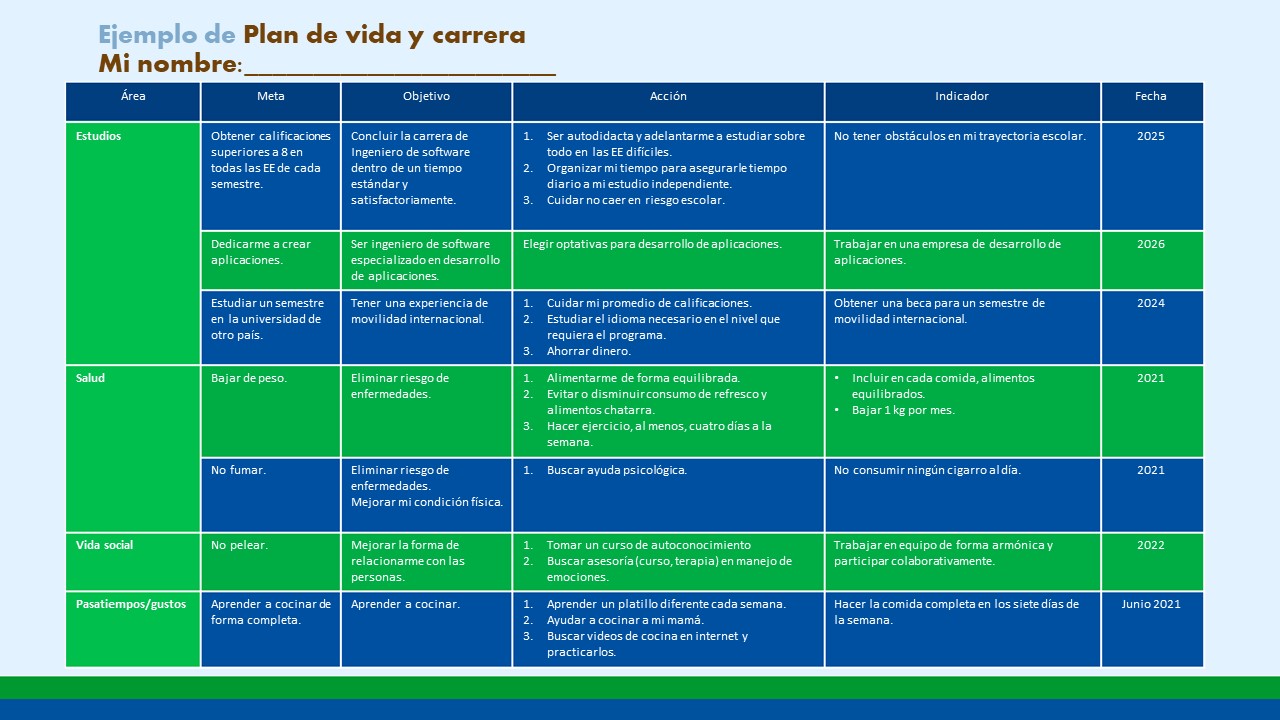 Ejemplo de Plan de vida y carrera
Mi nombre:________________________
Área
Meta
Objetivo
Acción
Indicador
Fecha
Estudios
Obtener calificaciones
superiores a 8 en
todas las EE de cada
semestre.
Concluir la carrera de
Ingeniero de software
dentro de un tiempo
estándar y
satisfactoriamente.
1. Ser autodidacta y adelantarme a estudiar sobre
todo en las EE difíciles.
2. Organizar mi tiempo para asegurarle tiempo
diario a mi estudio independiente.
3. Cuidar no caer en riesgo escolar.
No tener obstáculos en mi trayectoria escolar.
2025
Dedicarme a crear
aplicaciones.
Ser ingeniero de software
especializado en desarrollo
de aplicaciones.
Elegir optativas para desarrollo de aplicaciones.
Trabajar en una empresa de desarrollo de
aplicaciones.
2026
Estudiar un semestre
en la universidad de
otro país.
Tener una experiencia de
movilidad internacional.
1. Cuidar mi promedio de calificaciones.
2. Estudiar el idioma necesario en el nivel que
requiera el programa.
3. Ahorrar dinero.
Obtener una beca para un semestre de
movilidad internacional.
2024
Salud
Bajar de peso.
Eliminar riesgo de
enfermedades.
1. Alimentarme de forma equilibrada.
2. Evitar o disminuir consumo de refresco y
alimentos chatarra.
3. Hacer ejercicio, al menos, cuatro días a la
semana.
• Incluir en cada comida, alimentos
equilibrados.
• Bajar 1 kg por mes.
2021
No fumar.
Eliminar riesgo de
enfermedades.
Mejorar mi condición física.
1. Buscar ayuda psicológica.
No consumir ningún cigarro al día.
2021
Vida social
No pelear.
Mejorar la forma de
relacionarme con las
personas.
1. Tomar un curso de autoconocimiento
2. Buscar asesoría (curso, terapia) en manejo de
emociones.
Trabajar en equipo de forma armónica y
participar colaborativamente.
2022
Pasatiempos/gustos
Aprender a cocinar de
forma completa.
Aprender a cocinar.
1. Aprender un platillo diferente cada semana.
2. Ayudar a cocinar a mi mamá.
3. Buscar videos de cocina en internet y
practicarlos.
Hacer la comida completa en los siete días de
la semana.
Junio 2021